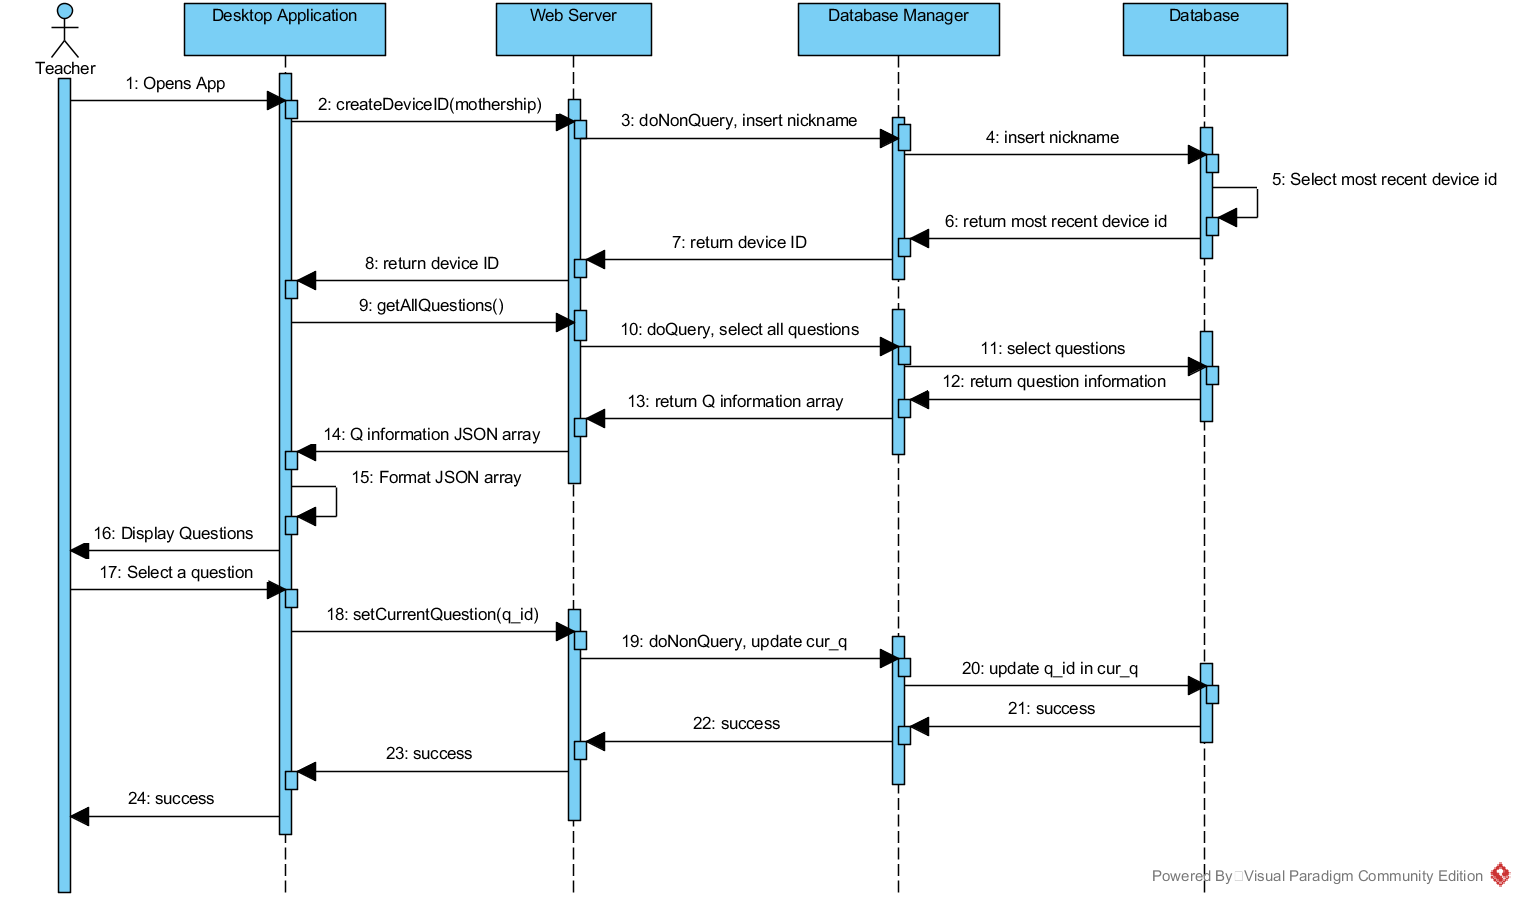 Desktop Application
Web Server
Database Manager
Database
Teacher
1: Opens App
2: createDeviceID(mothership)
3: doNonQuery, insert nickname
4: insert nickname
5: Select most recent device id
6: return most recent device id
7: return device ID
8: return device ID
9: getAllQuestions()
10: doQuery, select all questions
11: select questions
12: return question information
13: return Q information array
14: Q information JSON array
15: Format JSON array
16: Display Questions
17: Select a question
18: setCurrentQuestion(q_id)
19: doNonQuery, update cur_q
20: update q_id in cur_q
21: success
22: success
23: success
24: success
Powered By Visual Paradigm Community Edition